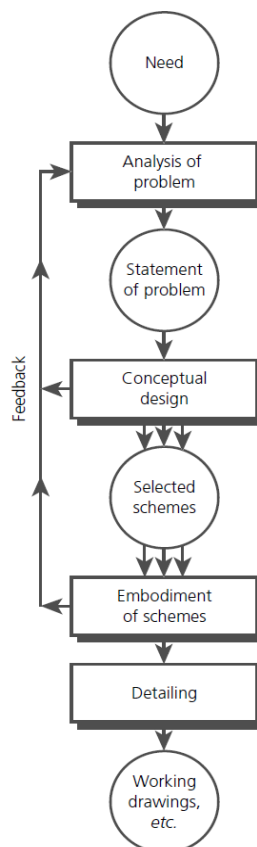 Need
Analysis of
problem
Statement
of problem
Feedback
Conceptual
design
Selected
schemes
Embodiment
of schemes
Detailing
Working
drawings,
etc.